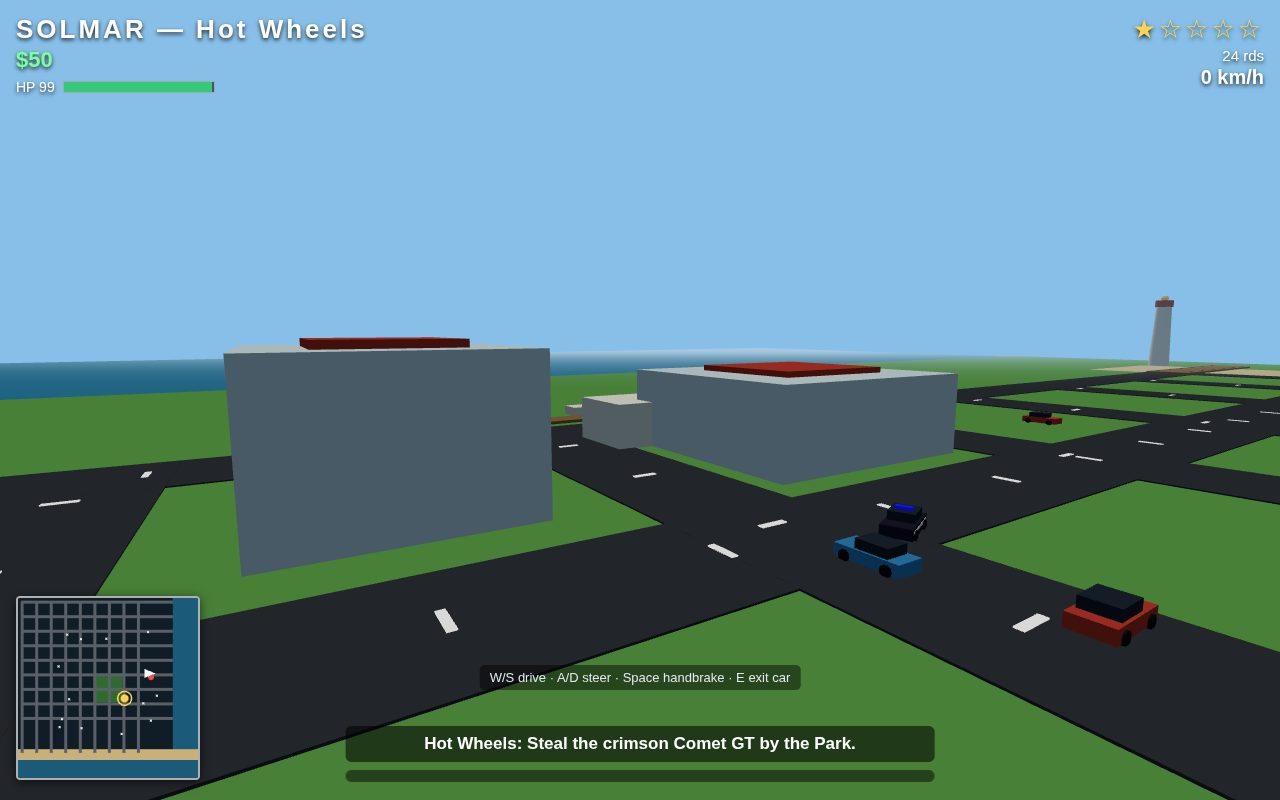 SOLMAR — Hot Wheels
★☆☆☆☆
$50
24 rds
HP 99
0 km/h
W/S drive · A/D steer · Space handbrake · E exit car
Hot Wheels: Steal the crimson Comet GT by the Park.